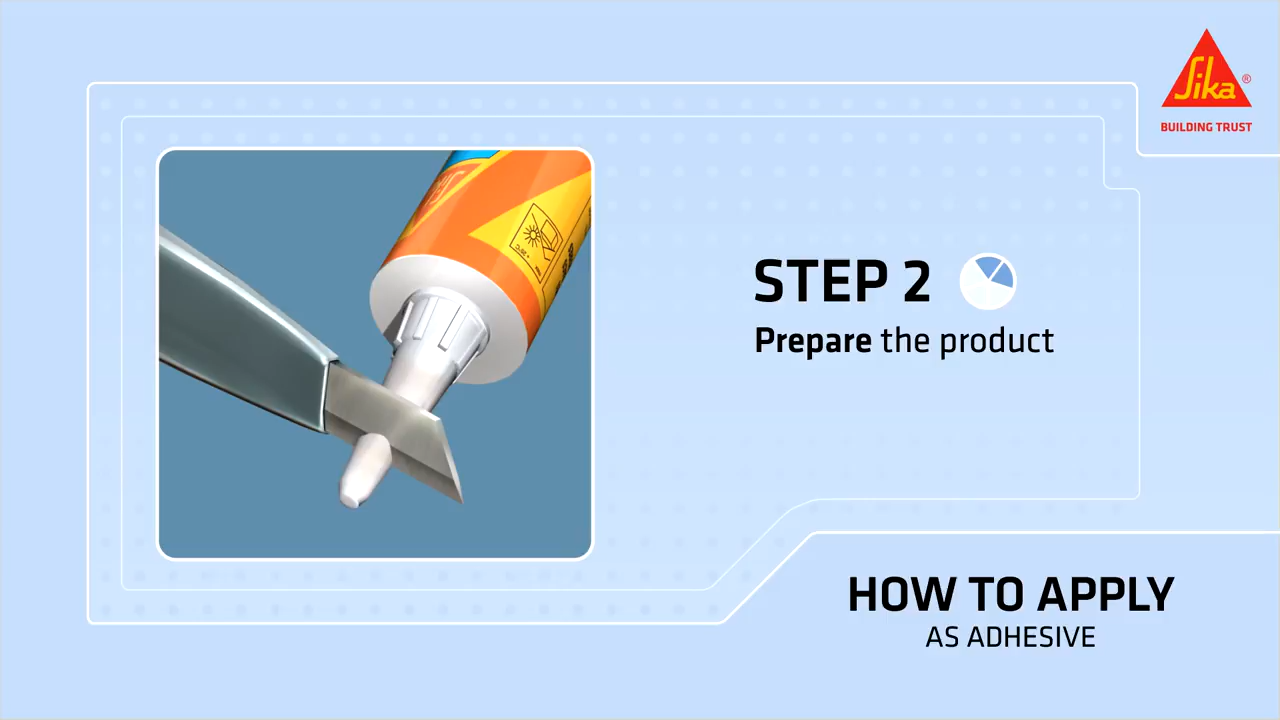 Sika®
BUILDING TRUST
STEP 2
Prepare the product
HOW TO APPLY
AS ADHESIVE